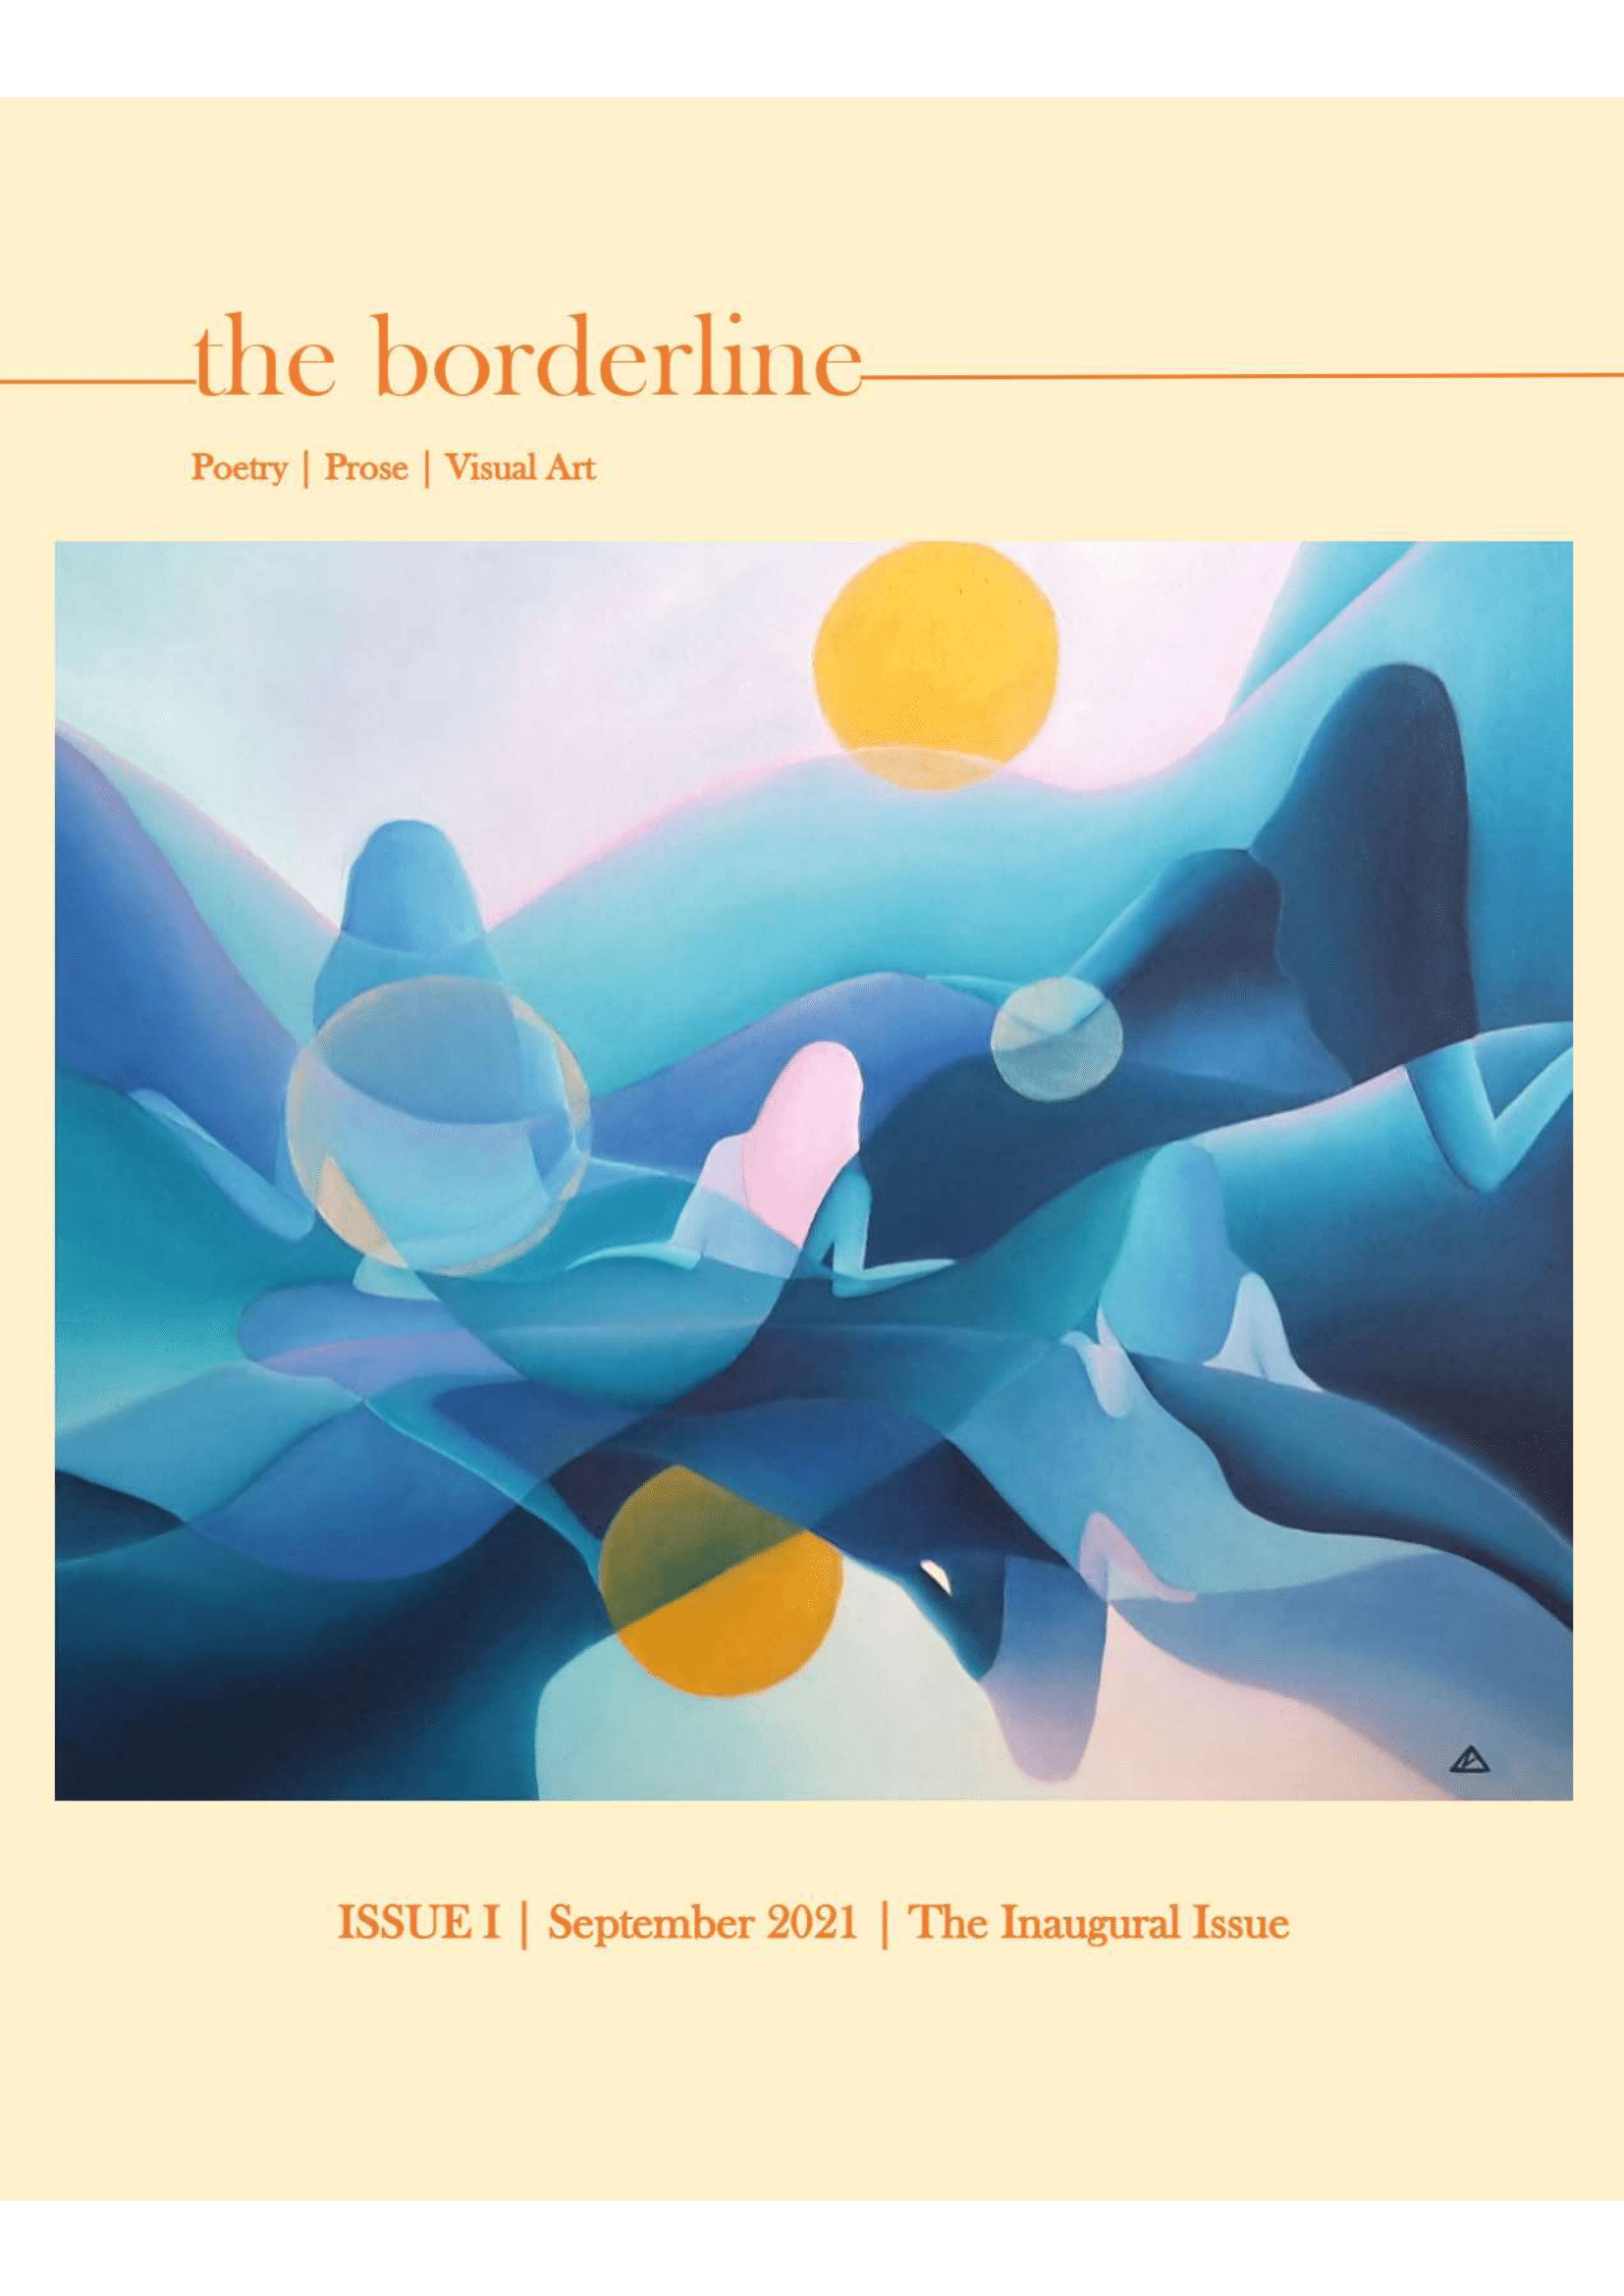 the borderline
Poetry | Prose | Visual Art
ISSUE I | September 2021 | The Inaugural Issue